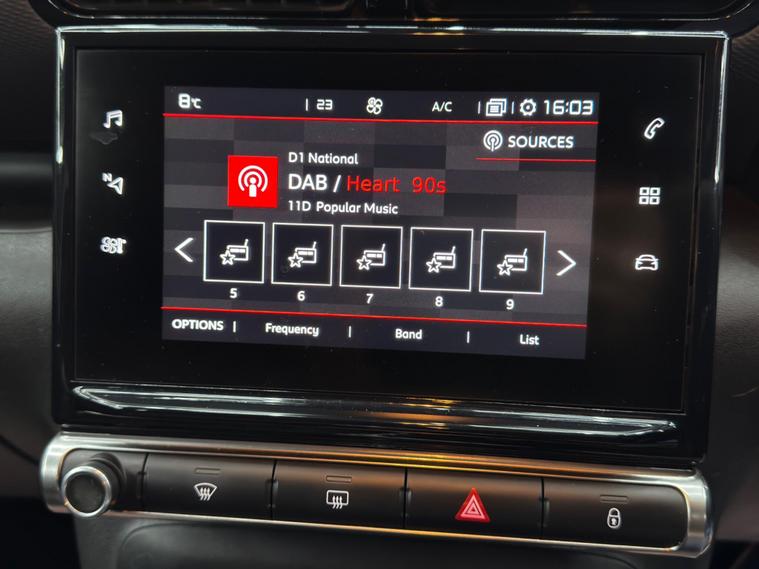 8°C | 23 A/C | | 16:03
SOURCES
D1 National
DAB / Heart 90s
11D Popular Music
N
5 6 7 8 9
OPTIONS | Frequency | Band | List